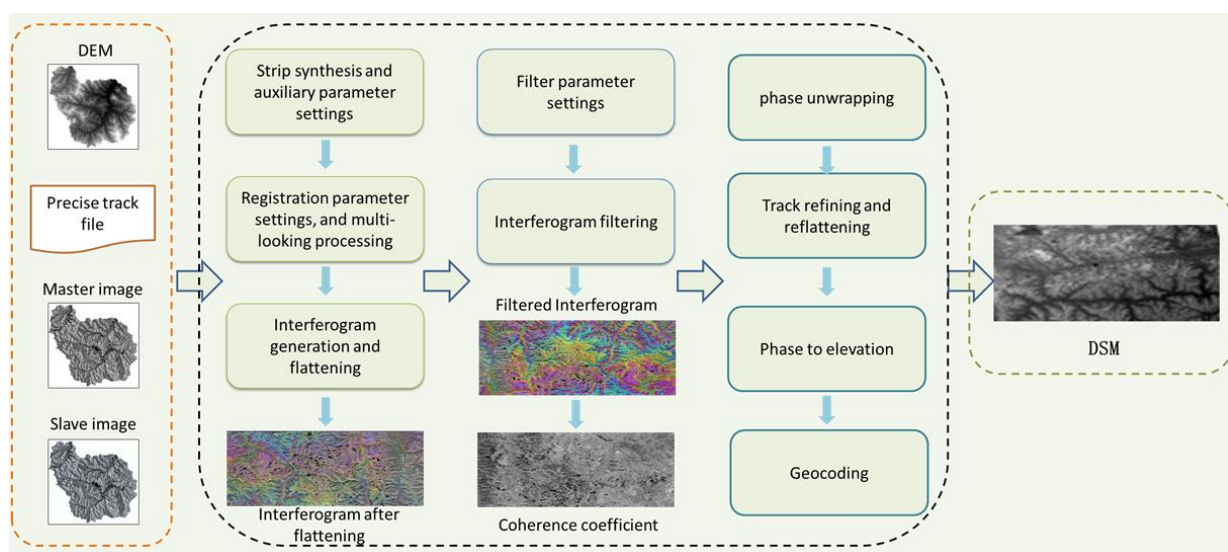 DEM
Precise track
file
Master image
Slave image
Strip synthesis and
auxiliary parameter
settings
Registration parameter
settings, and multi-
looking processing
Interferogram
generation and
flattening
Interferogram after
flattening
Filter parameter
settings
Interferogram filtering
Filtered Interferogram
Coherence coefficient
phase unwrapping
Track refining and
reflattening
Phase to elevation
Geocoding
DSM